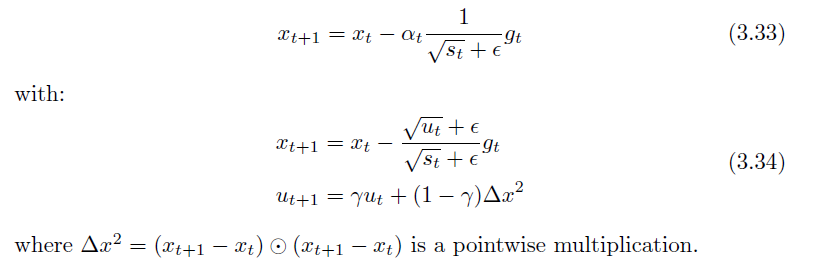 x_{t+1} = x_t − α_t \frac{1}{\sqrt{s_t} + ϵ} g_t (3.33)
with:
x_{t+1} = x_t − \frac{\sqrt{u_t} + ϵ}{\sqrt{s_t} + ϵ} g_t
(3.34)
u_{t+1} = γu_t + (1 − γ)Δx^2
where Δx^2 = (x_{t+1} − x_t) ⊙ (x_{t+1} − x_t) is a pointwise multiplication.